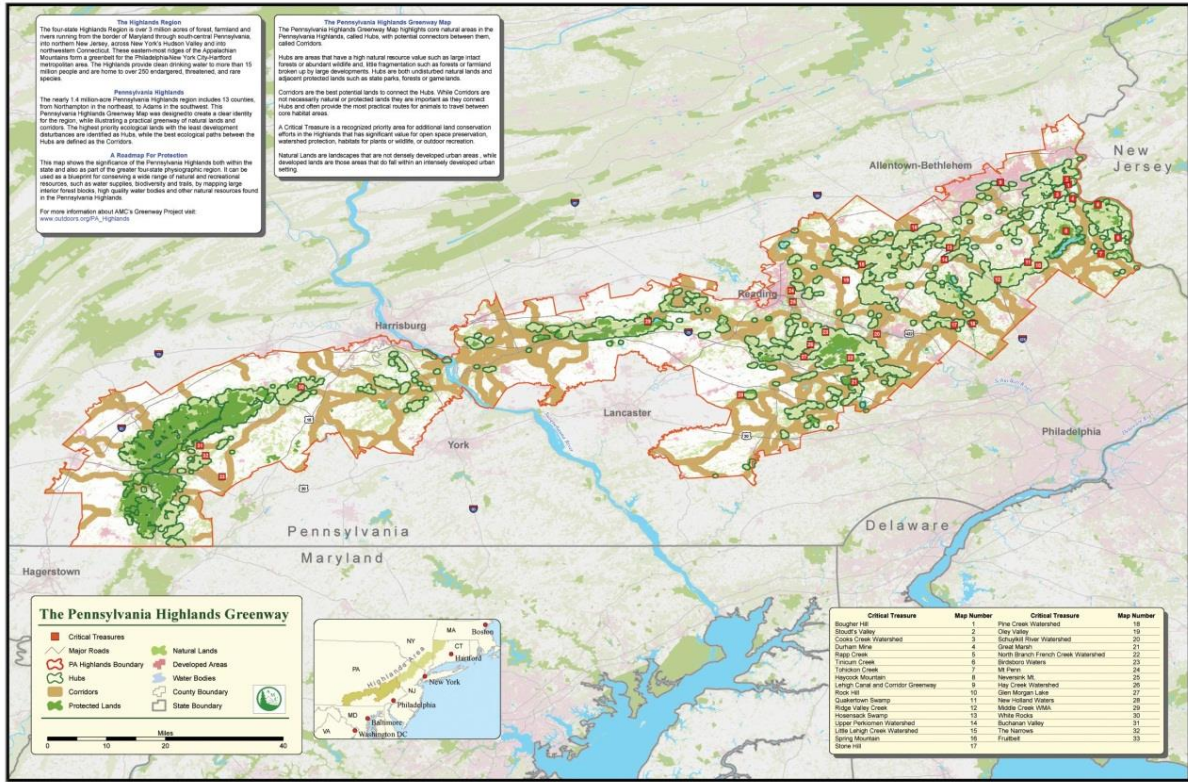 The Highlands Region
The four-state Highlands Region is over 3 million acres of forest, farmland and
rivers running from the border of Maryland through south-central Pennsylvania,
into northern New Jersey, across New York's Hudson Valley and into
northwestern Connecticut. These eastern-most ridges of the Appalachian
Mountains form a greenbelt for the Philadelphia/New York City-Hartford
metropolitan area. The Highlands provide clean drinking water to more than 15
million people and are home to over 250 endangered, threatened, and rare
species.
Pennsylvania Highlands
The nearly 1.4 million-acre Pennsylvania Highlands region includes 13 counties,
from Northampton in the northeast, to Adams in the southwest. This
Pennsylvania Highlands Greenway Map was designed to create a clear identity
for the region, while illustrating a practical greenway of natural lands and
corridors. The highest priority ecological lands with the least development
disturbances are identified as Hubs, while the best ecological paths between the
Hubs are defined as the Corridors.
A Roadmap For Protection
This map shows the significance of the Pennsylvania Highlands both within the
state and also as part of the greater four-state physiographic region. It can be
used as a blueprint for conserving a wide range of natural and recreational
resources, such as water supplies, biodiversity and trails, by mapping large
interior forest blocks, high quality water bodies and other natural resources found
in the Pennsylvania Highlands.
For more information about AMC's Greenway Project visit:
www.outdoors.org/PA_Highlands
The Pennsylvania Highlands Greenway Map
The Pennsylvania Highlands Greenway Map highlights core natural areas in the
Pennsylvania Highlands, called Hubs, with potential connectors between them,
called Corridors.
Hubs are areas that have a high natural resource value such as large intact
forests or abundant wildlife and, little fragmentation such as forests or farmland
broken up by large developments. Hubs are both undisturbed natural lands and
adjacent protected lands such as state parks, forests or game lands.
Corridors are the best potential lands to connect the Hubs. While Corridors are
not necessarily natural or protected lands they are important as they connect
Hubs and often provide the most practical routes for animals to travel between
core habitat areas.
A Critical Treasure is a recognized priority area for additional land conservation
efforts in the Highlands that has significant value for open space preservation,
watershed protection, habitats for plants or wildlife, or outdoor recreation.
Natural Lands are landscapes that are not densely developed urban areas , while
developed lands are those areas that do fall within an intensively developed urban
setting.
New
Jersey
Allentown-Bethlehem
Reading
Harrisburg
Lancaster
York
Philadelphia
Pennsylvania
Maryland
Delaware
Hagerstown
The Pennsylvania Highlands Greenway
Critical Treasures
Major Roads
PA Highlands Boundary
Hubs
Corridors
Protected Lands
Natural Lands
Developed Areas
Water Bodies
County Boundary
State Boundary
Miles
0 10 20 40
MA
Boston
NY
CT
Hartford
PA
Highlands Area
New York
NJ
Philadelphia
MD
Baltimore
VA
Washington DC
Critical Treasure Map Number Critical Treasure Map Number
Bougher Hill 1 Pine Creek Watershed 18
Stoudt's Valley 2 Oley Valley 19
Cooks Creek Watershed 3 Schuylkill River Watershed 20
Durham Mine 4 Great Marsh 21
Rapp Creek 5 North Branch French Creek Watershed 22
Tinicum Creek 6 Birdsboro Waters 23
Tohickon Creek 7 Mt Penn 24
Haycock Mountain 8 Neversink Mt. 25
Lehigh Canal and Corridor Greenway 9 Hay Creek Watershed 26
Rock Hill 10 Glen Morgan Lake 27
Quakertown Swamp 11 New Holland Waters 28
Ridge Valley Creek 12 Middle Creek WMA 29
Hosensack Swamp 13 White Rocks 30
Upper Perkiomen Watershed 14 Buchanan Valley 31
Little Lehigh Creek Watershed 15 The Narrows 32
Spring Mountain 16 Fruitbelt 33
Stone Hill 17